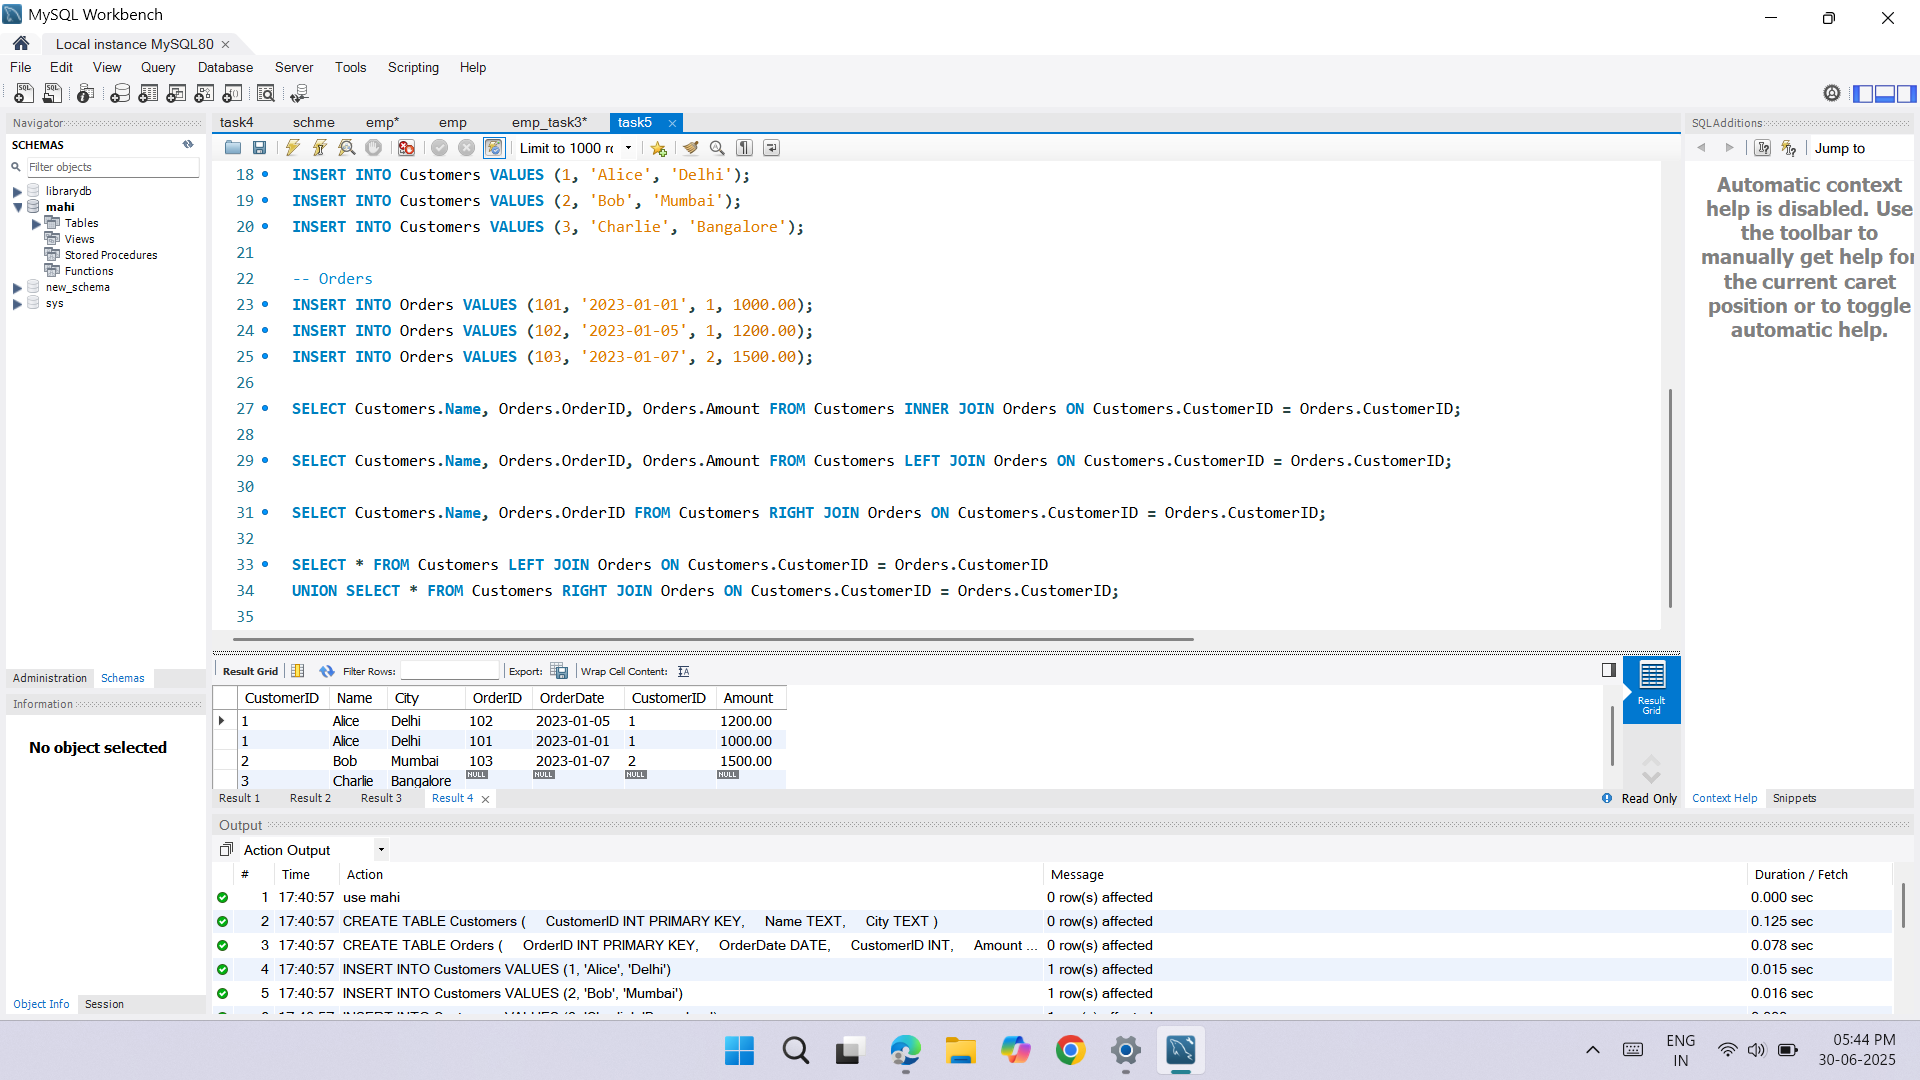 MySQL Workbench
Local instance MySQL80
File Edit View Query Database Server Tools Scripting Help
Navigator
SCHEMAS
Filter objects
librarydb
mahi
Tables
Views
Stored Procedures
Functions
new_schema
sys
Administration Schemas
Information
No object selected
Object Info Session
task4 schme emp* emp emp_task3* task5
Limit to 1000 r
18 INSERT INTO Customers VALUES (1, 'Alice', 'Delhi');
19 INSERT INTO Customers VALUES (2, 'Bob', 'Mumbai');
20 INSERT INTO Customers VALUES (3, 'Charlie', 'Bangalore');
21
22 -- Orders
23 INSERT INTO Orders VALUES (101, '2023-01-01', 1, 1000.00);
24 INSERT INTO Orders VALUES (102, '2023-01-05', 1, 1200.00);
25 INSERT INTO Orders VALUES (103, '2023-01-07', 2, 1500.00);
26
27 SELECT Customers.Name, Orders.OrderID, Orders.Amount FROM Customers INNER JOIN Orders ON Customers.CustomerID = Orders.CustomerID;
28
29 SELECT Customers.Name, Orders.OrderID, Orders.Amount FROM Customers LEFT JOIN Orders ON Customers.CustomerID = Orders.CustomerID;
30
31 SELECT Customers.Name, Orders.OrderID FROM Customers RIGHT JOIN Orders ON Customers.CustomerID = Orders.CustomerID;
32
33 SELECT * FROM Customers LEFT JOIN Orders ON Customers.CustomerID = Orders.CustomerID
34 UNION SELECT * FROM Customers RIGHT JOIN Orders ON Customers.CustomerID = Orders.CustomerID;
35
Result Grid Filter Rows: Export: Wrap Cell Content:
CustomerID Name City OrderID OrderDate CustomerID Amount
1 Alice Delhi 102 2023-01-05 1 1200.00
1 Alice Delhi 101 2023-01-01 1 1000.00
2 Bob Mumbai 103 2023-01-07 2 1500.00
3 Charlie Bangalore NULL NULL NULL NULL
Result Grid
Result 1 Result 2 Result 3 Result 4
Read Only
SQLAdditions
Jump to
Automatic context
help is disabled. Use
the toolbar to
manually get help for
the current caret
position or to toggle
automatic help.
Context Help Snippets
Output
Action Output
# Time Action Message Duration / Fetch
1 17:40:57 use mahi 0 row(s) affected 0.000 sec
2 17:40:57 CREATE TABLE Customers ( CustomerID INT PRIMARY KEY, Name TEXT, City TEXT ) 0 row(s) affected 0.125 sec
3 17:40:57 CREATE TABLE Orders ( OrderID INT PRIMARY KEY, OrderDate DATE, CustomerID INT, Amount ... 0 row(s) affected 0.078 sec
4 17:40:57 INSERT INTO Customers VALUES (1, 'Alice', 'Delhi') 1 row(s) affected 0.015 sec
5 17:40:57 INSERT INTO Customers VALUES (2, 'Bob', 'Mumbai') 1 row(s) affected 0.016 sec
ENG
IN
05:44 PM
30-06-2025